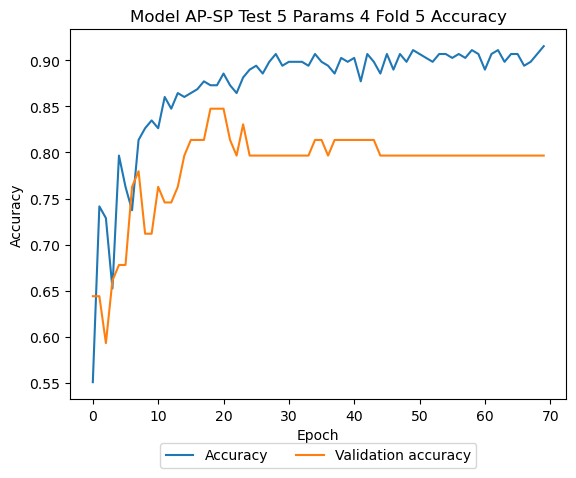 Model AP-SP Test 5 Params 4 Fold 5 Accuracy
0.90
0.85
0.80
0.75
0.70
0.65
0.60
0.55
Accuracy
0 10 20 30 40 50 60 70
Epoch
Accuracy Validation accuracy